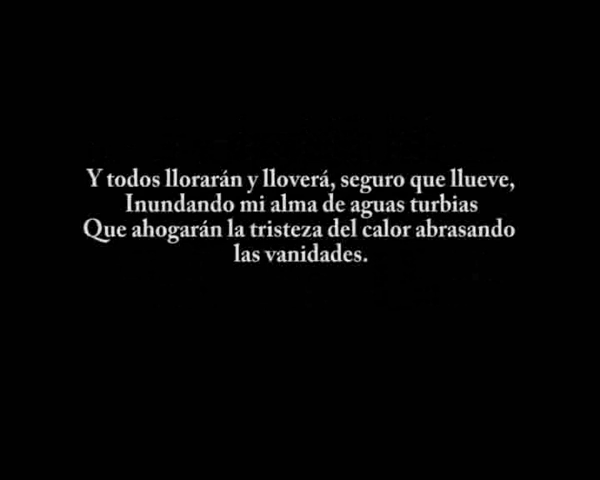 Y todos llorarán y lloverá, seguro que llueve,
Inundando mi alma de aguas turbias
Que ahogarán la tristeza del calor abrasando
las vanidades.